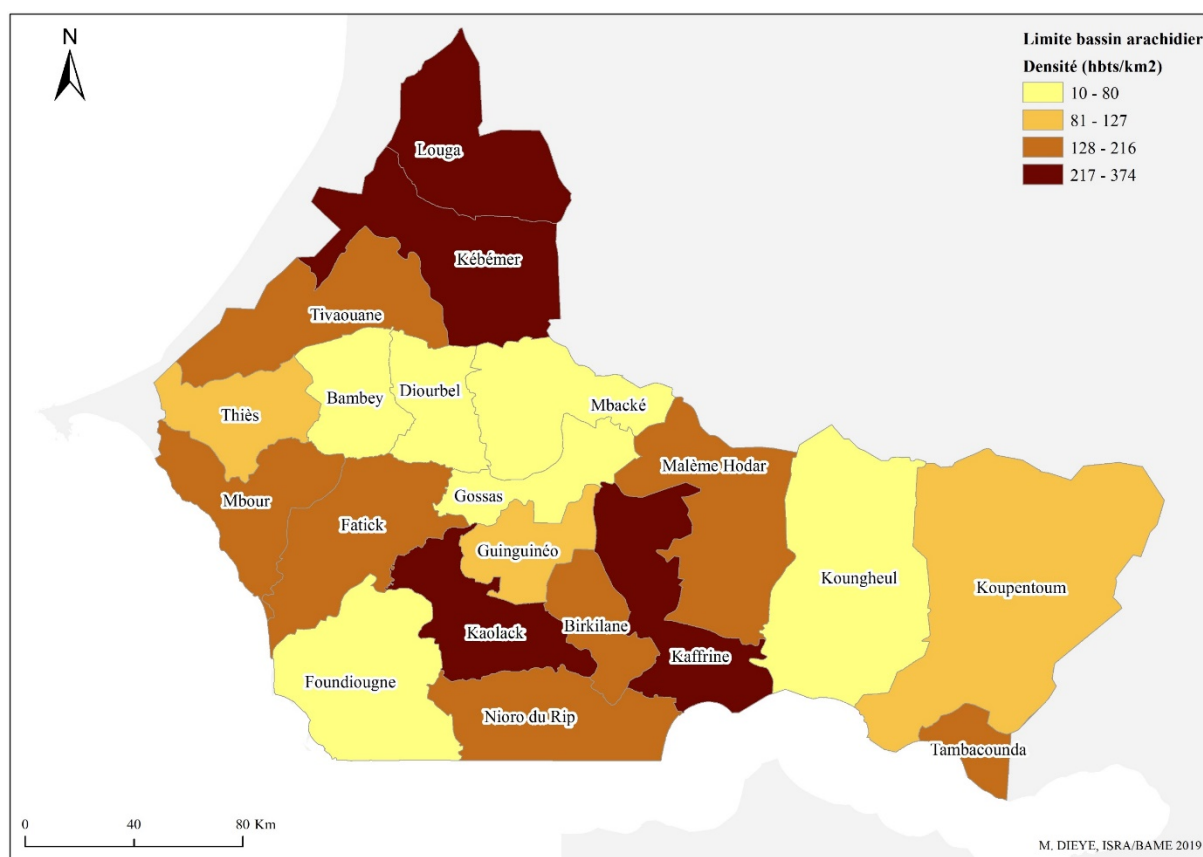 N
Limite bassin arachidier
Densité (hbts/km2)
10 - 80
81 - 127
128 - 216
217 - 374
Louga
Kébémer
Tivaouane
Thiès
Bambey
Diourbel
Mbacké
Mbour
Fatick
Gossas
Malème Hodar
Guinguinéo
Koungheul
Koupentoum
Kaolack
Birkilane
Kaffrine
Foundiougne
Nioro du Rip
Tambacounda
0 40 80 Km
M. DIEYE, ISRA/BAME 2019